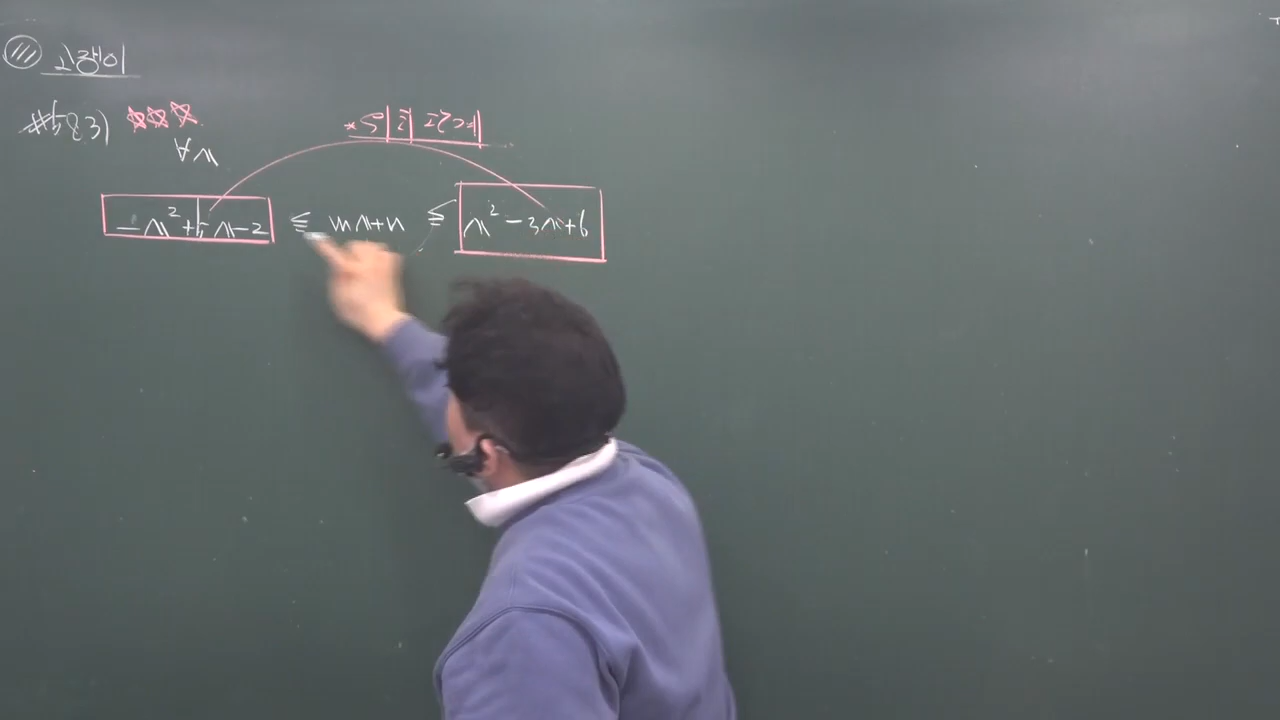 고쟁이
#583)
∀x
-x²+5x-2 ≤ mx+n ≤ x²-3x+6